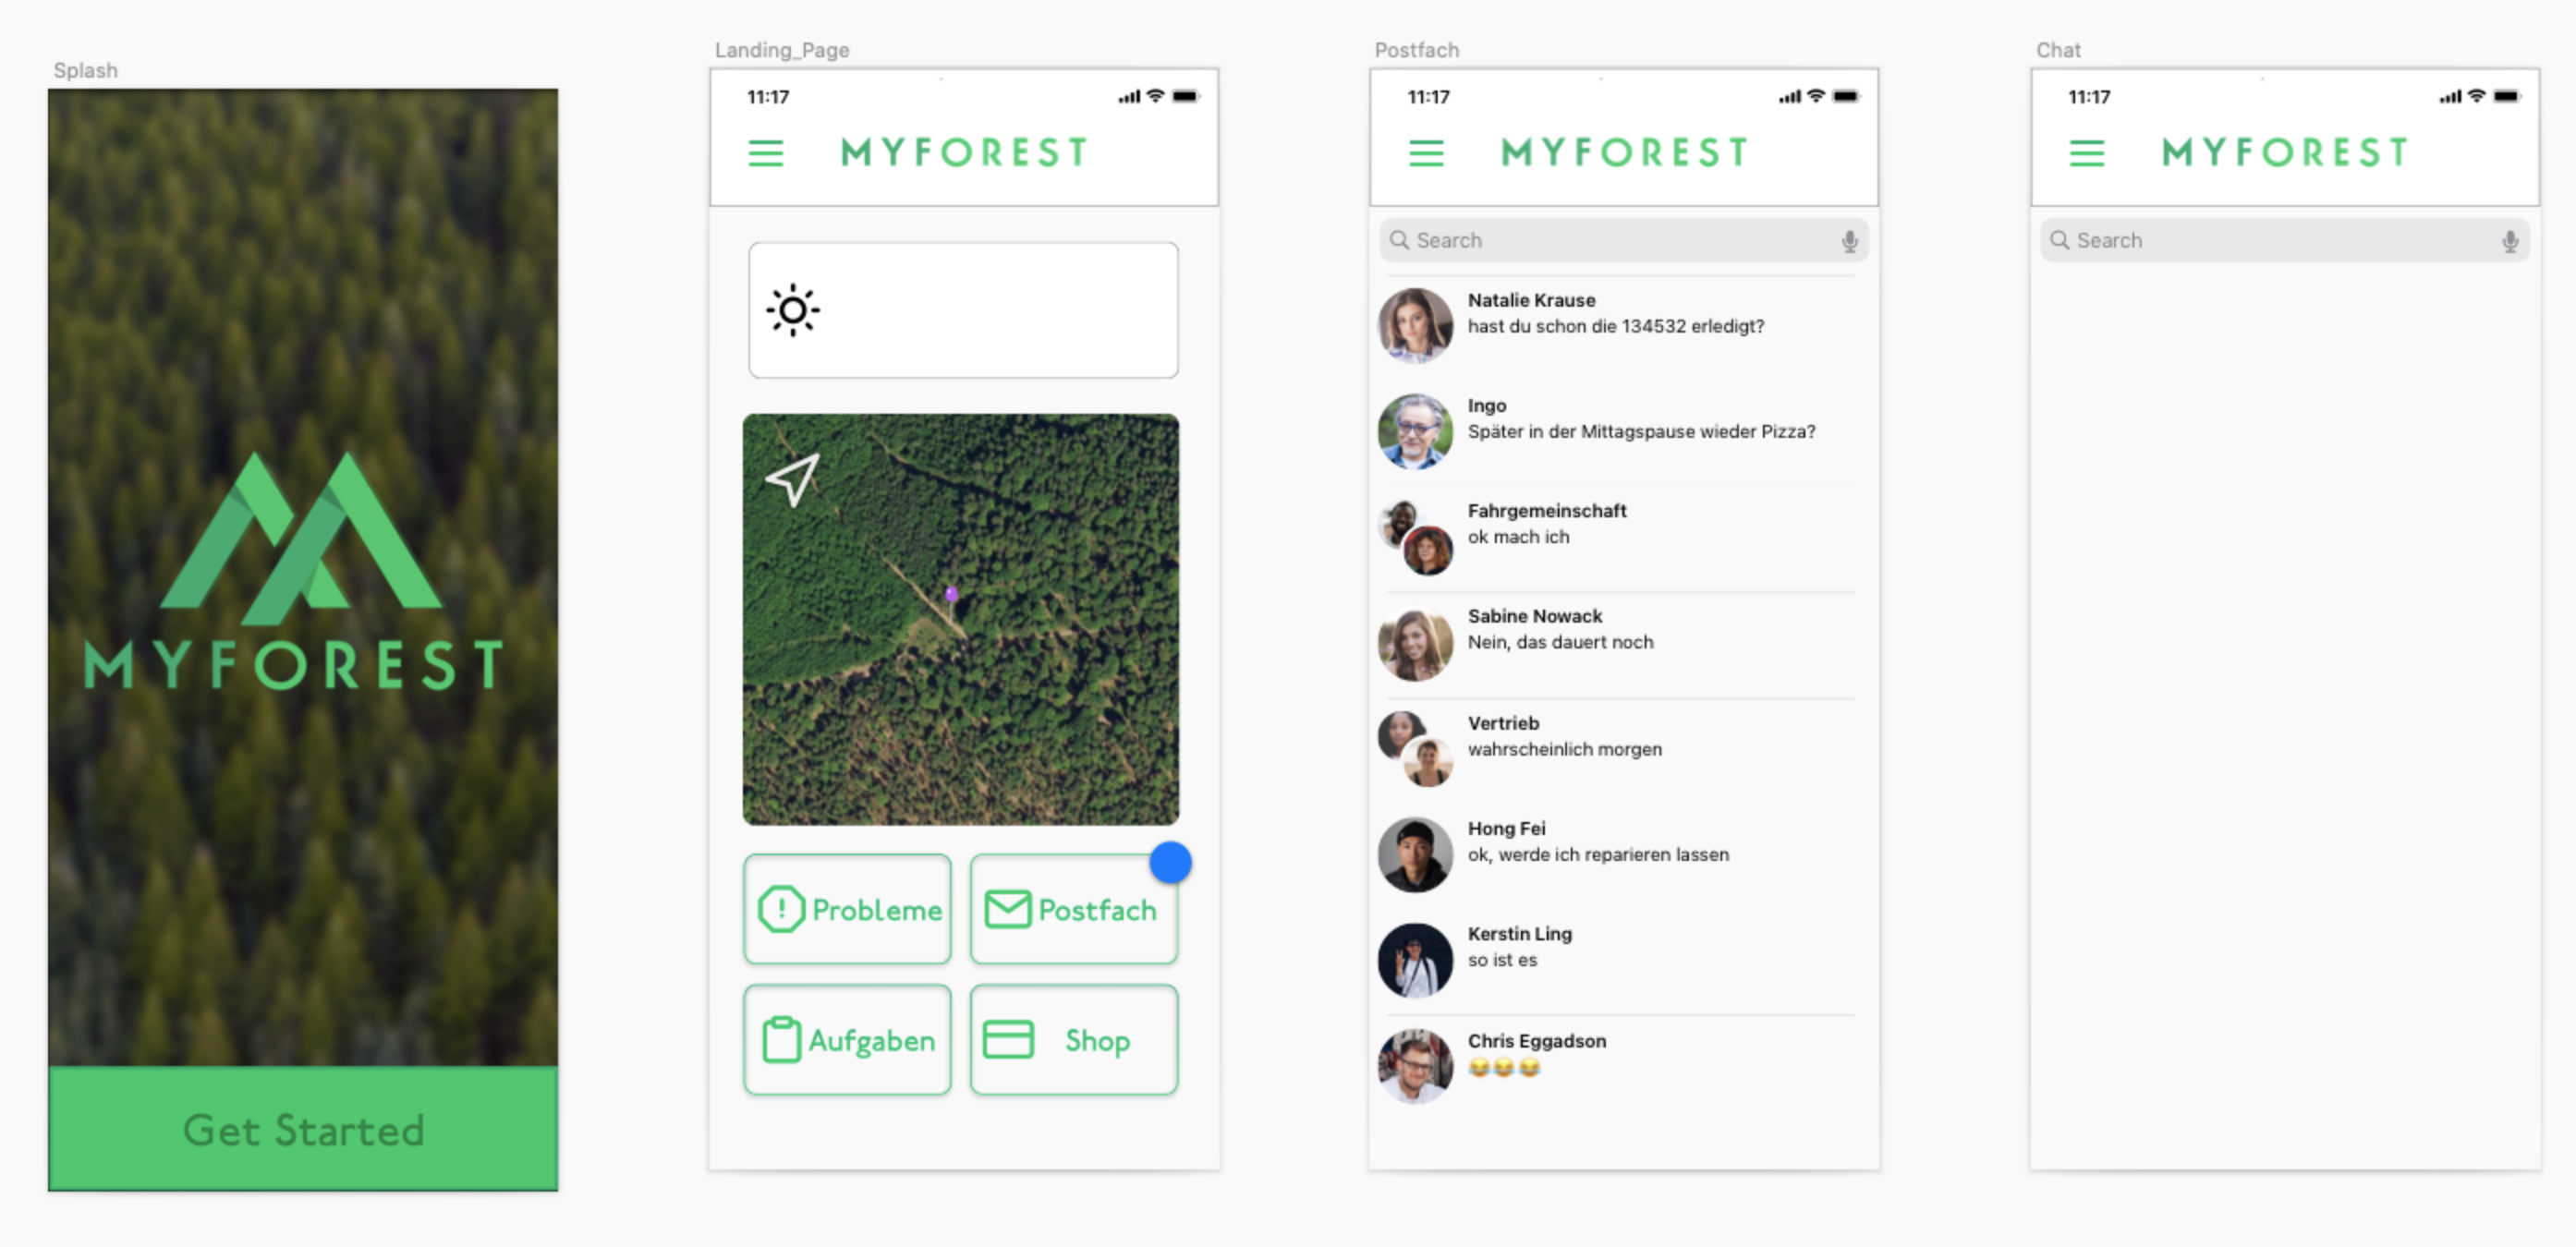 Splash
MYFOREST
Get Started
Landing_Page
11:17
MYFOREST
Probleme
Postfach
Aufgaben
Shop
Postfach
11:17
MYFOREST
Search
Natalie Krause
hast du schon die 134532 erledigt?
Ingo
Später in der Mittagspause wieder Pizza?
Fahrgemeinschaft
ok mach ich
Sabine Nowack
Nein, das dauert noch
Vertrieb
wahrscheinlich morgen
Hong Fei
ok, werde ich reparieren lassen
Kerstin Ling
so ist es
Chris Eggadson
😂😂😂
Chat
11:17
MYFOREST
Search